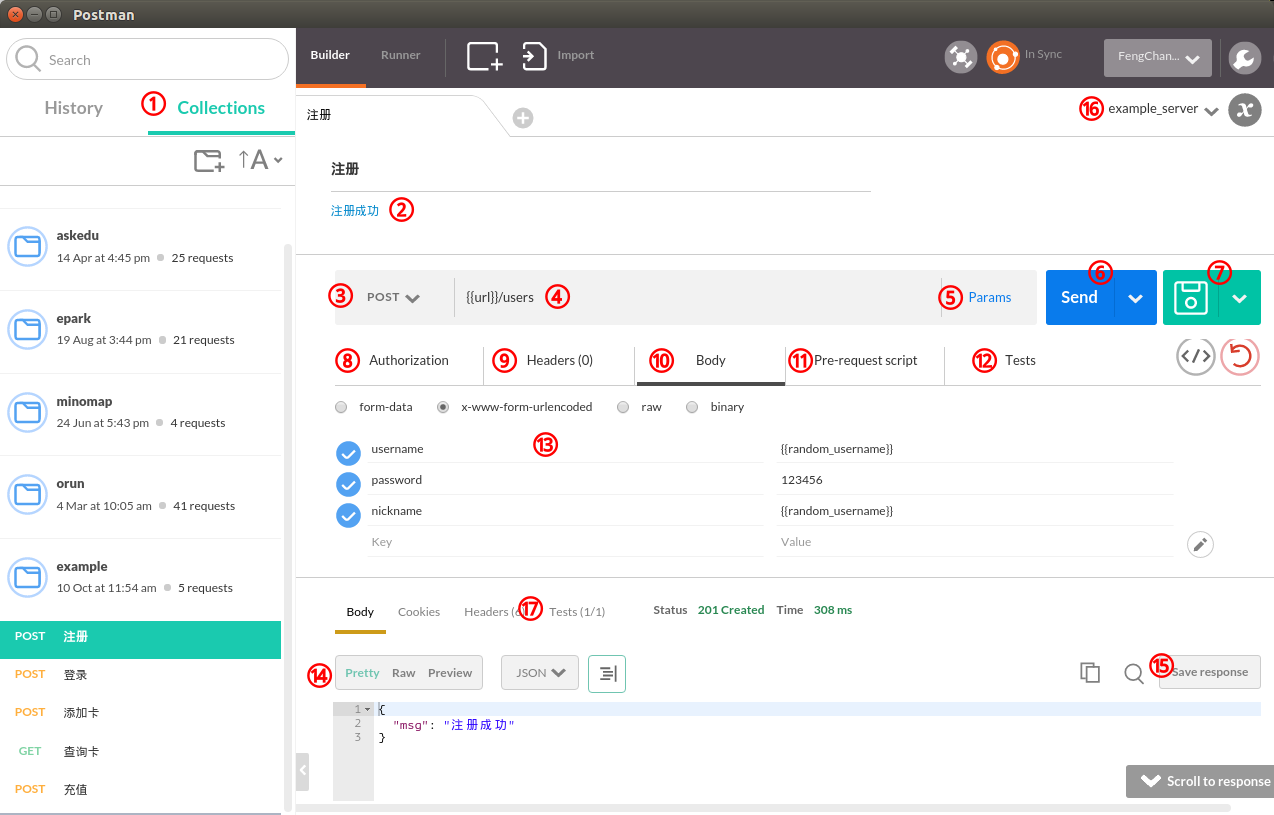 Postman
Search
Builder
Runner
Import
In Sync
FengChan...
History
① Collections
注册
⑯ example_server
x
↑A
注册
注册成功 ②
askedu
14 Apr at 4:45 pm 25 requests
③ POST {{url}}/users ④ ⑤ Params ⑥ Send ⑦
epark
19 Aug at 3:44 pm 21 requests
⑧ Authorization ⑨ Headers (0) ⑩ Body ⑪ Pre-request script ⑫ Tests </>
minomap
24 Jun at 5:43 pm 4 requests
form-data x-www-form-urlencoded raw binary
⑬
username {{random_username}}
password 123456
nickname {{random_username}}
Key Value
orun
4 Mar at 10:05 am 41 requests
example
10 Oct at 11:54 am 5 requests
POST 注册
POST 登录
POST 添加卡
GET 查询卡
POST 充值
Body Cookies Headers (6 ⑰ Tests (1/1) Status 201 Created Time 308 ms
⑭ Pretty Raw Preview JSON ⑮ Save response
1 {
2 "msg": "注册成功"
3 }
Scroll to response